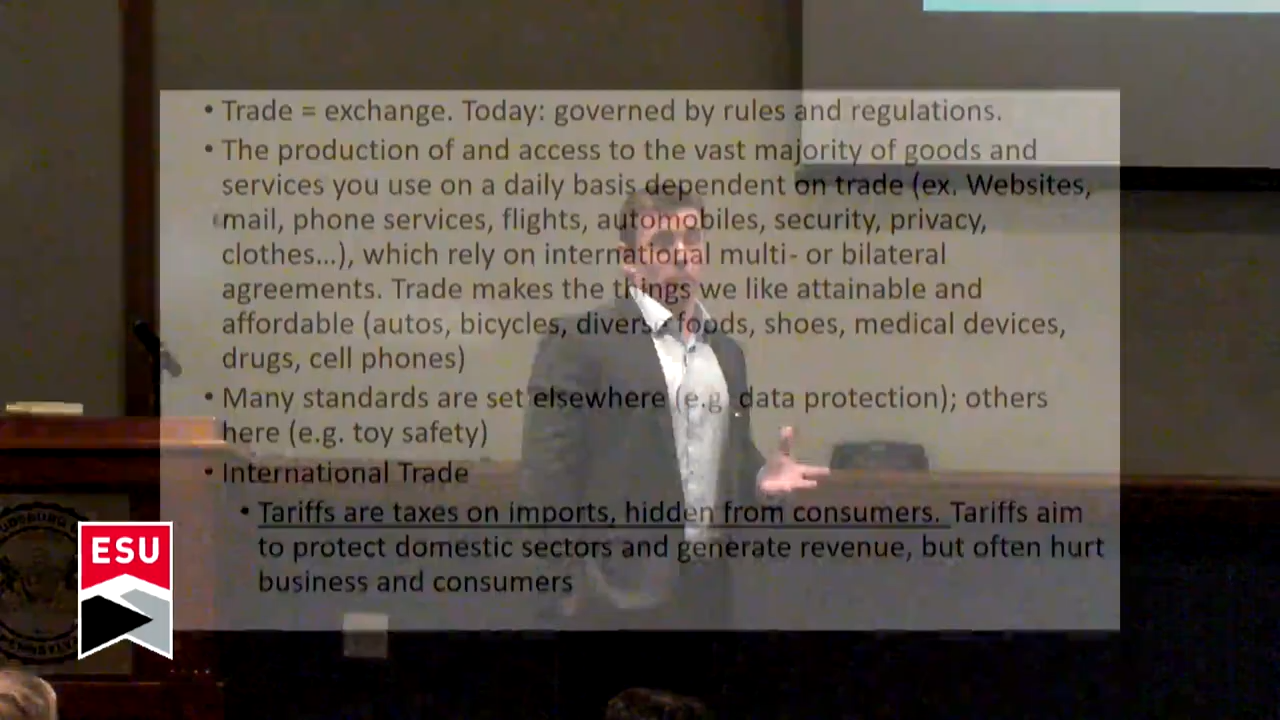 • Trade = exchange. Today: governed by rules and regulations.
• The production of and access to the vast majority of goods and
services you use on a daily basis dependent on trade (ex. Websites,
mail, phone services, flights, automobiles, security, privacy,
clothes...), which rely on international multi- or bilateral
agreements. Trade makes the things we like attainable and
affordable (autos, bicycles, diverse foods, shoes, medical devices,
drugs, cell phones)
• Many standards are set elsewhere (e.g. data protection); others
here (e.g. toy safety)
• International Trade
• Tariffs are taxes on imports, hidden from consumers. Tariffs aim
to protect domestic sectors and generate revenue, but often hurt
business and consumers
ESU